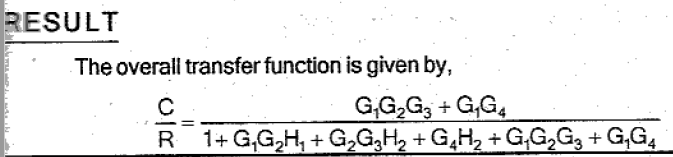 RESULT
The overall transfer function is given by,
C/R = (G₁G₂G₃ + G₁G₄) / (1 + G₁G₂H₁ + G₂G₃H₂ + G₄H₂ + G₁G₂G₃ + G₁G₄)